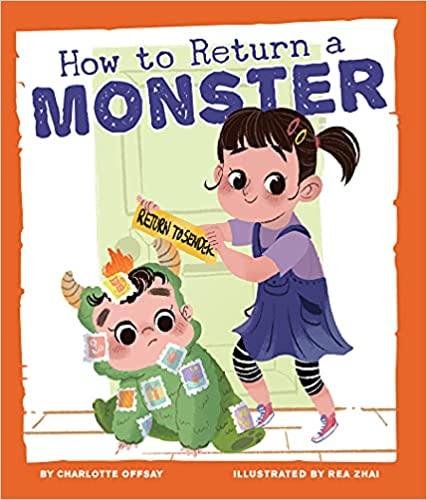 How to Return a
MONSTER
RETURN TO SENDER
BY CHARLOTTE OFFSAY
ILLUSTRATED BY REA ZHAI